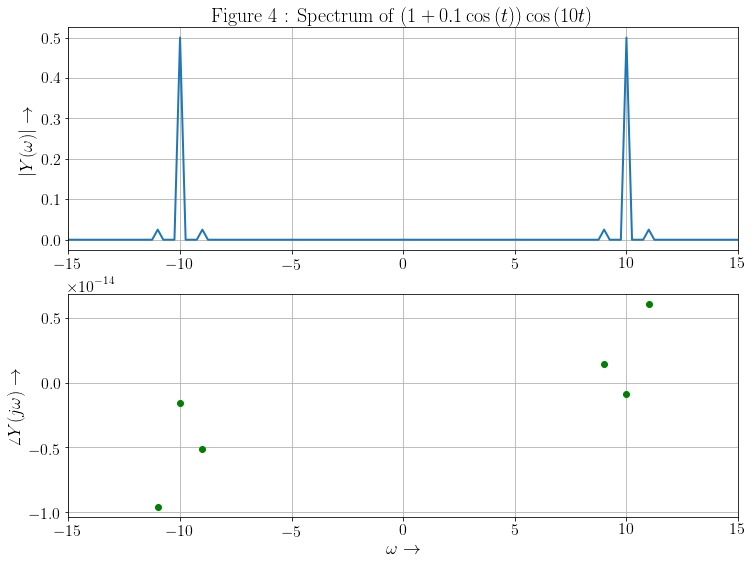 Figure 4 : Spectrum of (1 + 0.1 cos (t)) cos (10t)
0.5
0.4
0.3
0.2
0.1
0.0
|Y(ω)| →
−15 −10 −5 0 5 10 15
×10⁻¹⁴
0.5
0.0
−0.5
−1.0
∠Y(jω) →
−15 −10 −5 0 5 10 15
ω →